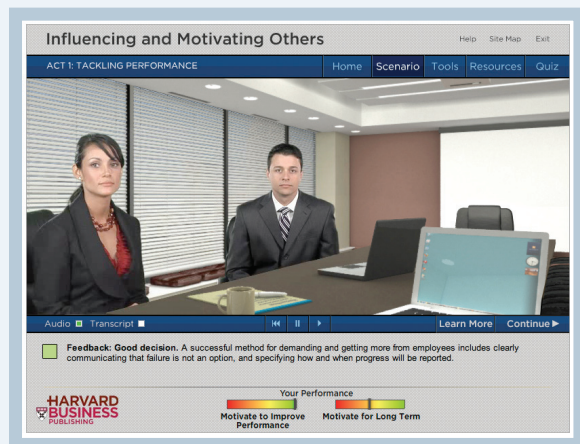 Influencing and Motivating Others
Help Site Map Exit
ACT 1: TACKLING PERFORMANCE
Home Scenario Tools Resources Quiz
Audio Transcript
Learn More Continue
Feedback: Good decision. A successful method for demanding and getting more from employees includes clearly
communicating that failure is not an option, and specifying how and when progress will be reported.
HARVARD
BUSINESS
PUBLISHING
Your Performance
Motivate to Improve
Performance
Motivate for Long Term